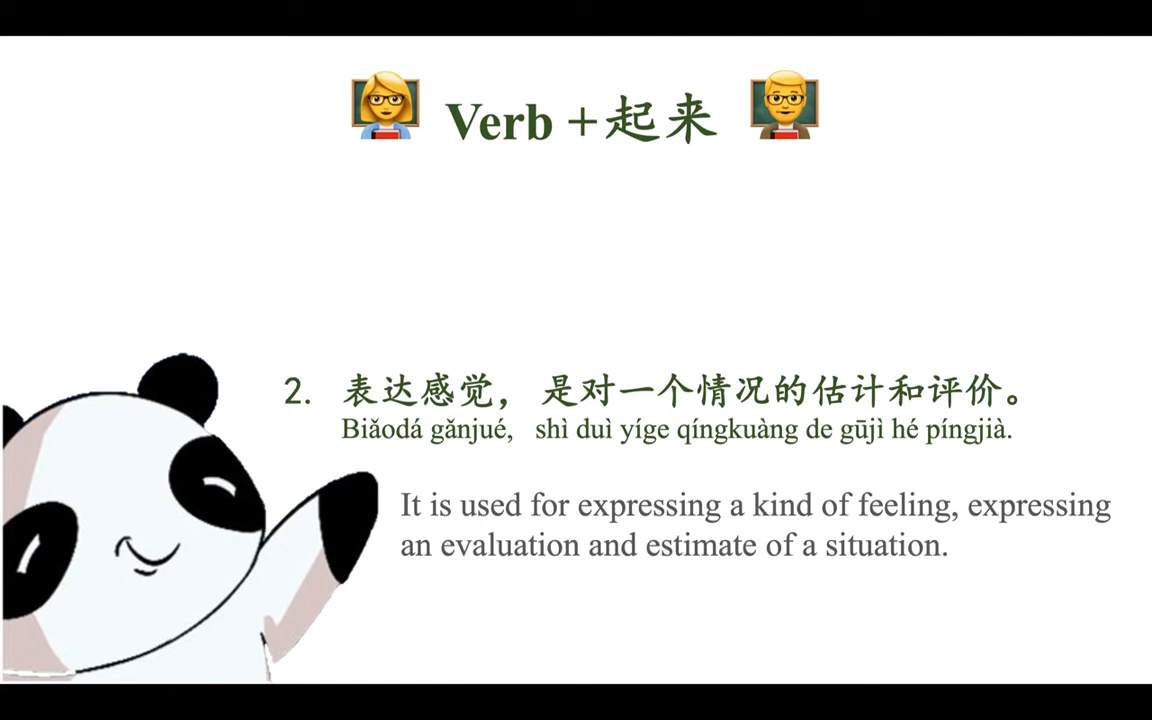 Verb +起来
2. 表达感觉， 是对一个情况的估计和评价。
Biǎodá gǎnjué, shì duì yíge qíngkuàng de gūjì hé píngjià.
It is used for expressing a kind of feeling, expressing
an evaluation and estimate of a situation.